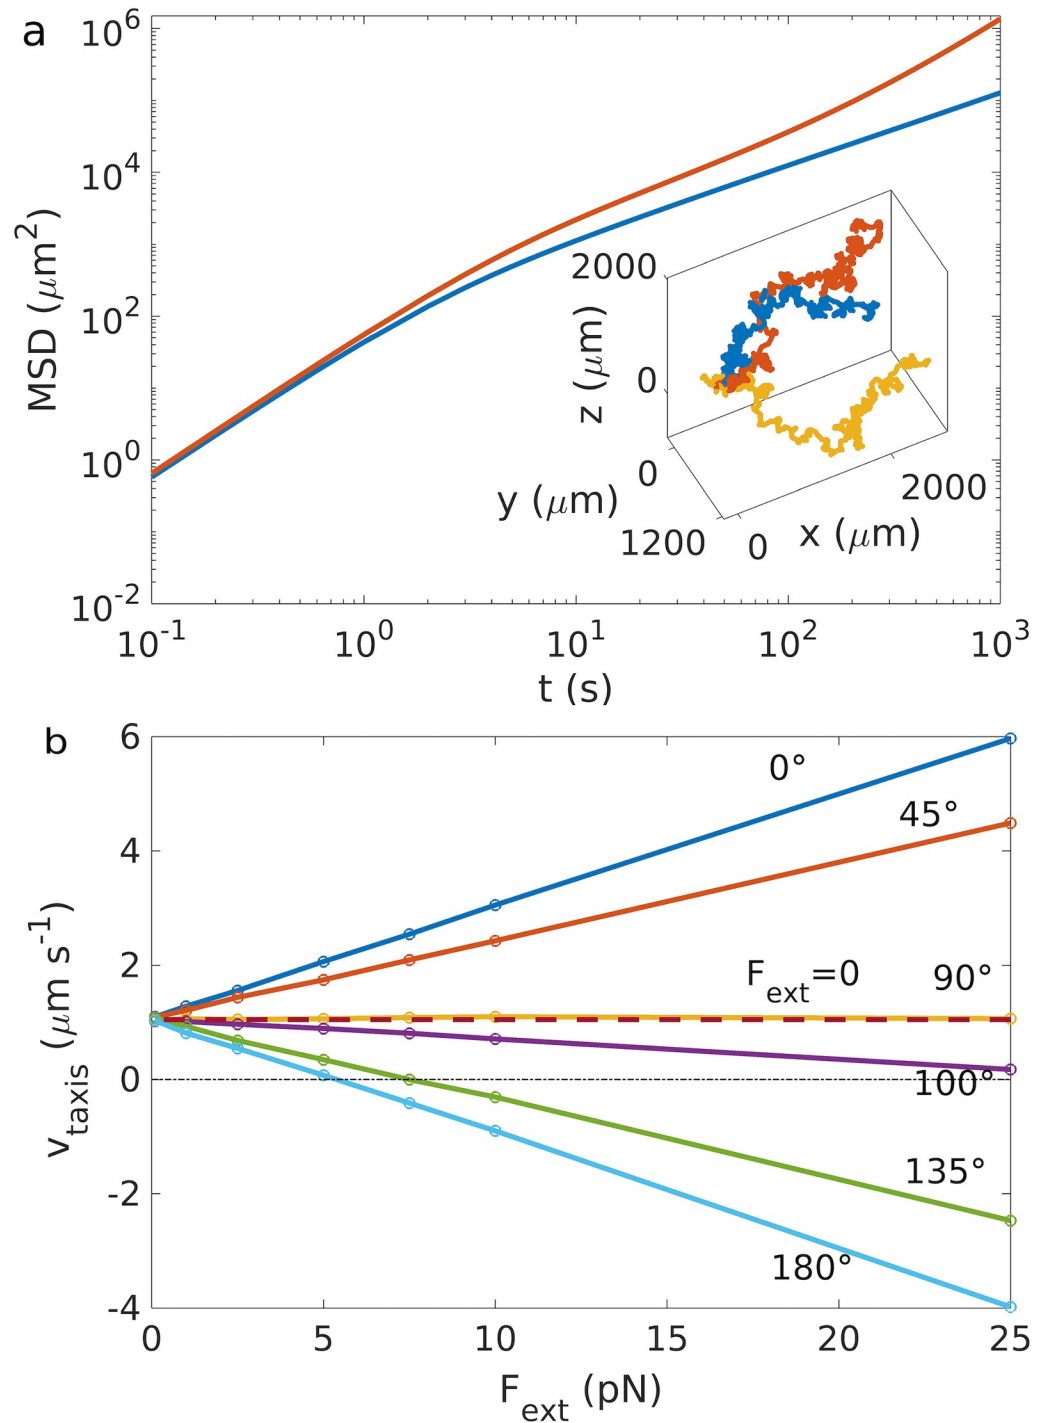 a
10^6
10^4
10^2
10^0
10^-2
MSD (μm^2)
10^-1 10^0 10^1 10^2 10^3
t (s)
2000
0
z (μm)
0
1200
y (μm)
0
2000
x (μm)
b
6
4
2
0
-2
-4
v_taxis (μm s^-1)
0°
45°
F_ext=0
90°
100°
135°
180°
0 5 10 15 20 25
F_ext (pN)